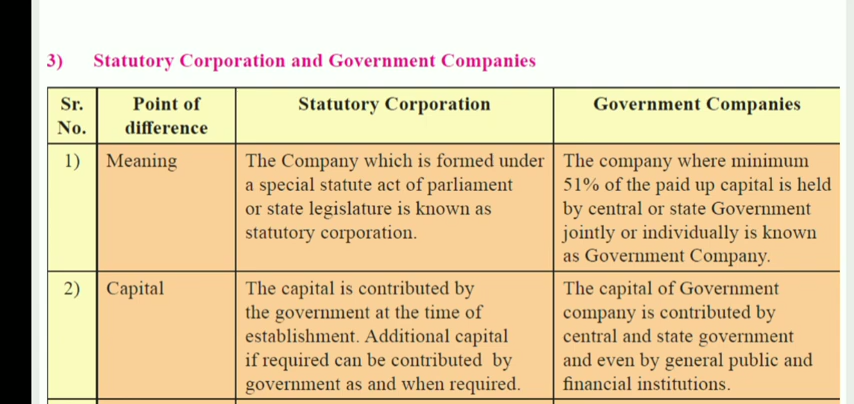 3) Statutory Corporation and Government Companies
Sr. No.
Point of difference
Statutory Corporation
Government Companies
1)
Meaning
The Company which is formed under
a special statute act of parliament
or state legislature is known as
statutory corporation.
The company where minimum
51% of the paid up capital is held
by central or state Government
jointly or individually is known
as Government Company.
2)
Capital
The capital is contributed by
the government at the time of
establishment. Additional capital
if required can be contributed by
government as and when required.
The capital of Government
company is contributed by
central and state government
and even by general public and
financial institutions.